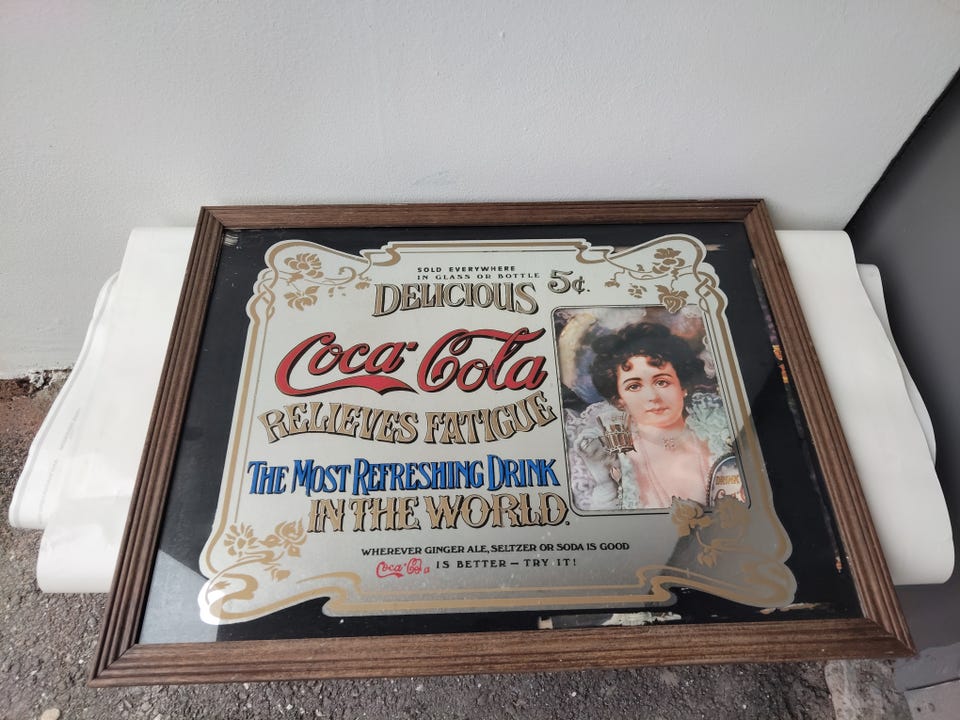 SOLD EVERYWHERE
IN GLASS OR BOTTLE
5¢.
DELICIOUS
Coca-Cola
RELIEVES FATIGUE
THE MOST REFRESHING DRINK
IN THE WORLD.
DRINK
WHEREVER GINGER ALE, SELTZER OR SODA IS GOOD
Coca-Cola IS BETTER - TRY IT!